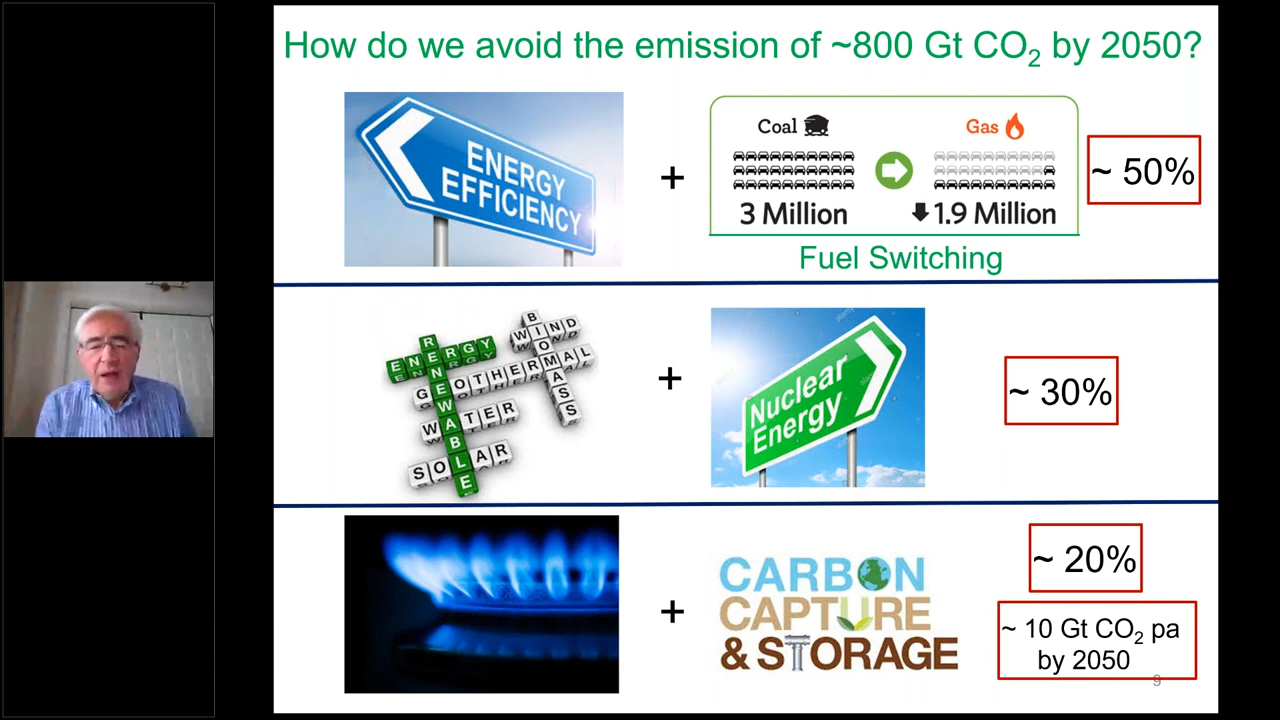 How do we avoid the emission of ~800 Gt CO₂ by 2050?
ENERGY
EFFICIENCY
+
Coal
Gas
3 Million
1.9 Million
Fuel Switching
~ 50%
RENEWABLE
ENERGY
BIOMASS
WIND
GEOTHERMAL
WATER
SOLAR
+
Nuclear
Energy
~ 30%
+
CARBON
CAPTURE
& STORAGE
~ 20%
~ 10 Gt CO₂ pa
by 2050
9